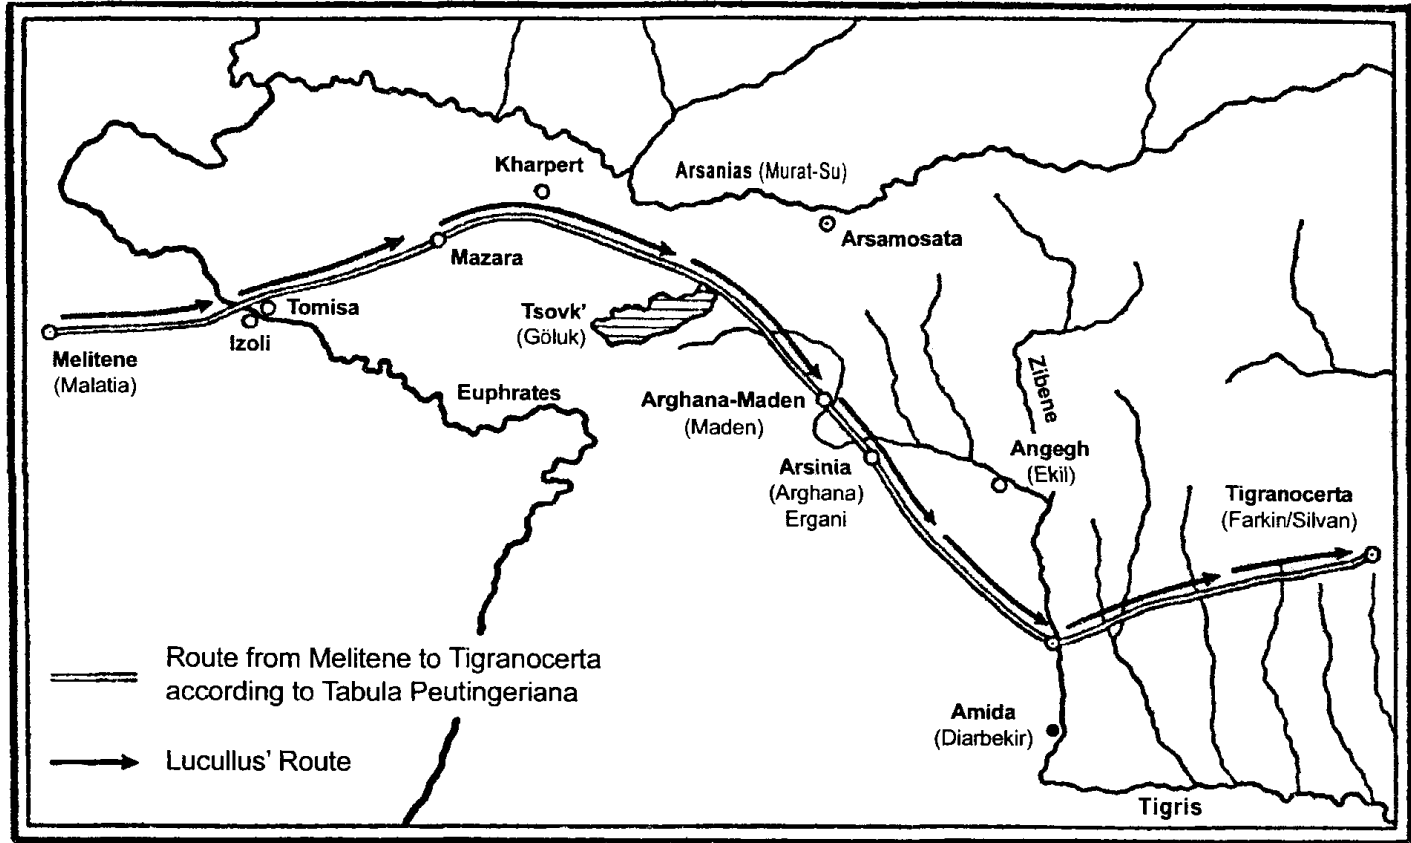 Kharpert
Arsanias (Murat-Su)
Arsamosata
Mazara
Tomisa
Izoli
Tsovk’
(Göluk)
Melitene
(Malatia)
Euphrates
Zibene
Arghana-Maden
(Maden)
Angegh
(Ekil)
Arsinia
(Arghana)
Ergani
Tigranocerta
(Farkin/Silvan)
Route from Melitene to Tigranocerta
according to Tabula Peutingeriana
Amida
(Diarbekir)
Lucullus’ Route
Tigris